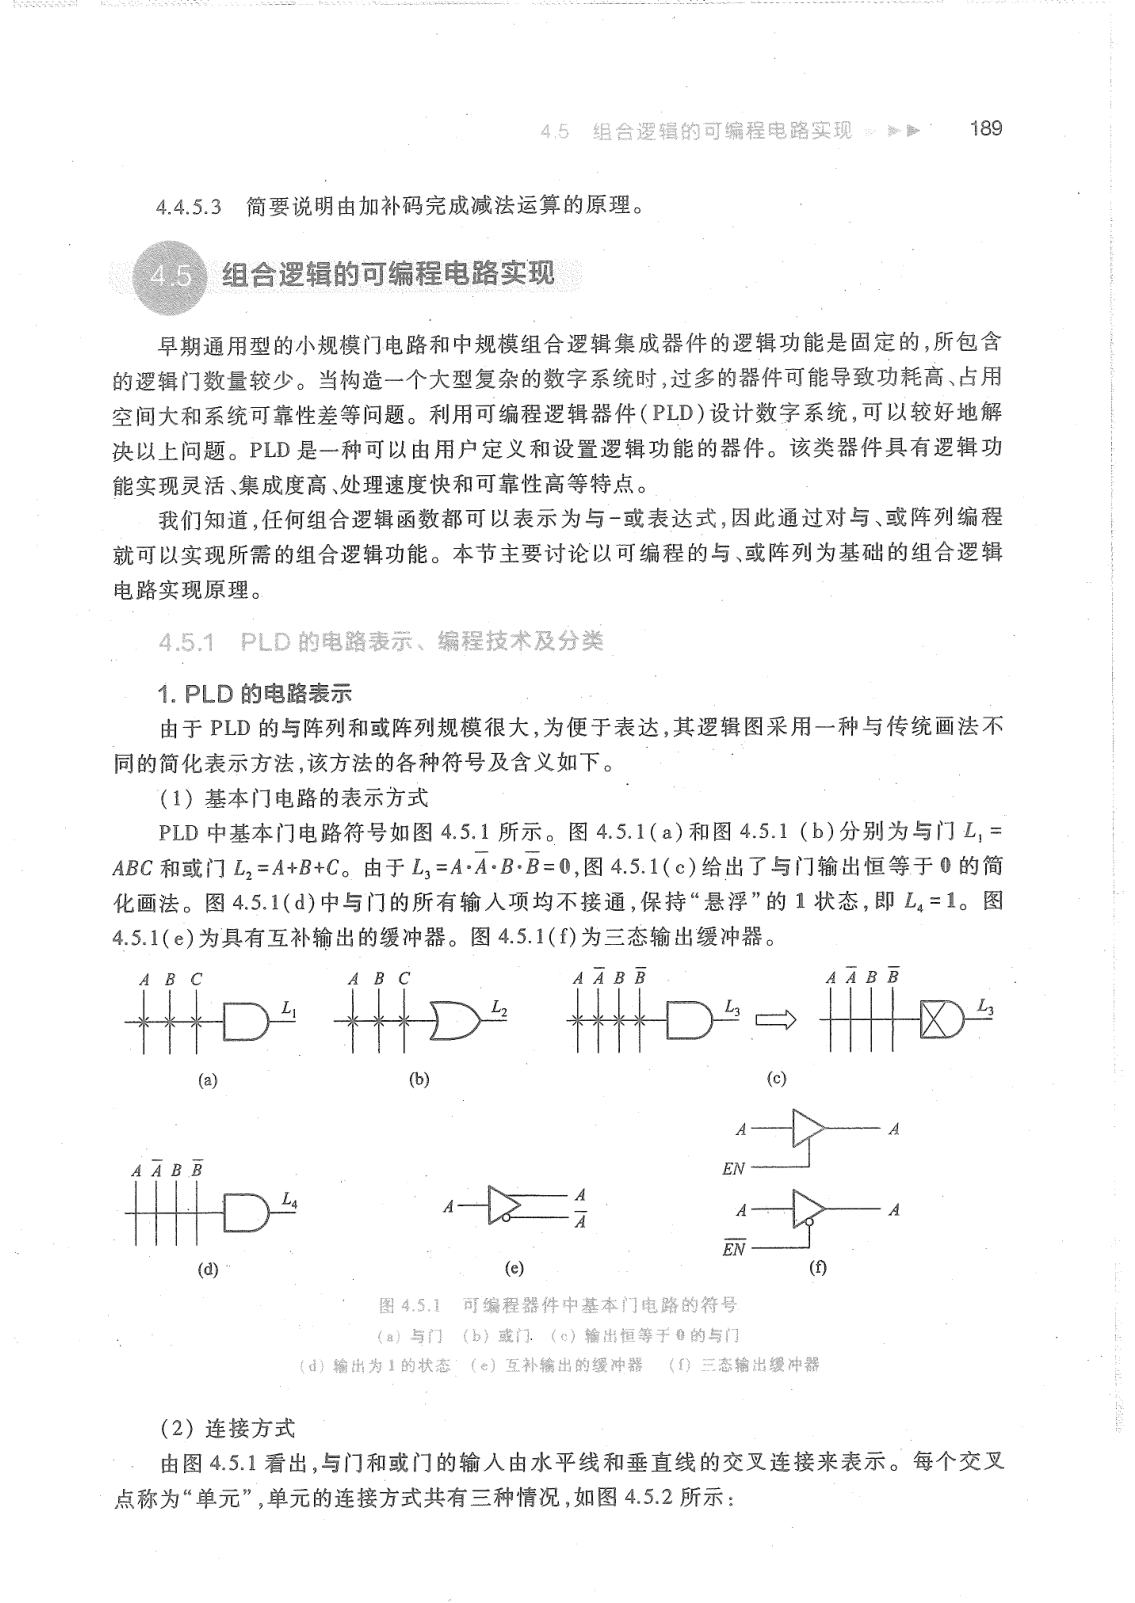 4.5 组合逻辑的可编程电路实现 189
4.4.5.3 简要说明由加补码完成减法运算的原理。
4.5 组合逻辑的可编程电路实现
早期通用型的小规模门电路和中规模组合逻辑集成器件的逻辑功能是固定的,所包含
的逻辑门数量较少。当构造一个大型复杂的数字系统时,过多的器件可能导致功耗高、占用
空间大和系统可靠性差等问题。利用可编程逻辑器件(PLD)设计数字系统,可以较好地解
决以上问题。PLD 是一种可以由用户定义和设置逻辑功能的器件。该类器件具有逻辑功
能实现灵活、集成度高、处理速度快和可靠性高等特点。
我们知道,任何组合逻辑函数都可以表示为与-或表达式,因此通过对与、或阵列编程
就可以实现所需的组合逻辑功能。本节主要讨论以可编程的与、或阵列为基础的组合逻辑
电路实现原理。
4.5.1 PLD 的电路表示、编程技术及分类
1. PLD 的电路表示
由于 PLD 的与阵列和或阵列规模很大,为便于表达,其逻辑图采用一种与传统画法不
同的简化表示方法,该方法的各种符号及含义如下。
(1) 基本门电路的表示方式
PLD 中基本门电路符号如图 4.5.1 所示。图 4.5.1(a)和图 4.5.1 (b)分别为与门 L₁ =
ABC 和或门 L₂ =A+B+C。由于 L₃ =A·A̅·B·B̅=0,图 4.5.1(c)给出了与门输出恒等于 0 的简
化画法。图 4.5.1(d)中与门的所有输入项均不接通,保持“悬浮”的 1 状态,即 L₄ = 1。图
4.5.1(e)为具有互补输出的缓冲器。图 4.5.1(f)为三态输出缓冲器。
A B C
L₁
(a)
A B C
L₂
(b)
A A̅ B B̅
L₃
A A̅ B B̅
L₃
(c)
A A̅ B B̅
L₄
(d)
A
A
A̅
(e)
A A
EN
A A
E̅N̅
(f)
图 4.5.1 可编程器件中基本门电路的符号
(a) 与门 (b) 或门 (c) 输出恒等于 0 的与门
(d) 输出为 1 的状态 (e) 互补输出的缓冲器 (f) 三态输出缓冲器
(2) 连接方式
由图 4.5.1 看出,与门和或门的输入由水平线和垂直线的交叉连接来表示。每个交叉
点称为“单元”,单元的连接方式共有三种情况,如图 4.5.2 所示: